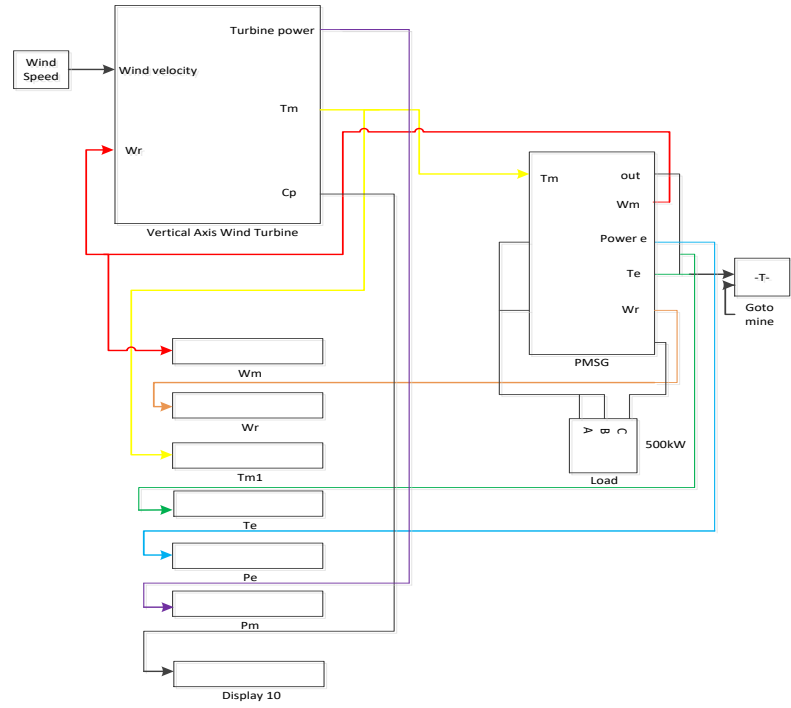 Turbine power
Wind
Speed
Wind velocity
Tm
Wr
Cp
Vertical Axis Wind Turbine
Tm
out
Wm
Power e
Te
Wr
PMSG
-T-
Goto
mine
A
B
C
500kW
Load
Wm
Wr
Tm1
Te
Pe
Pm
Display 10